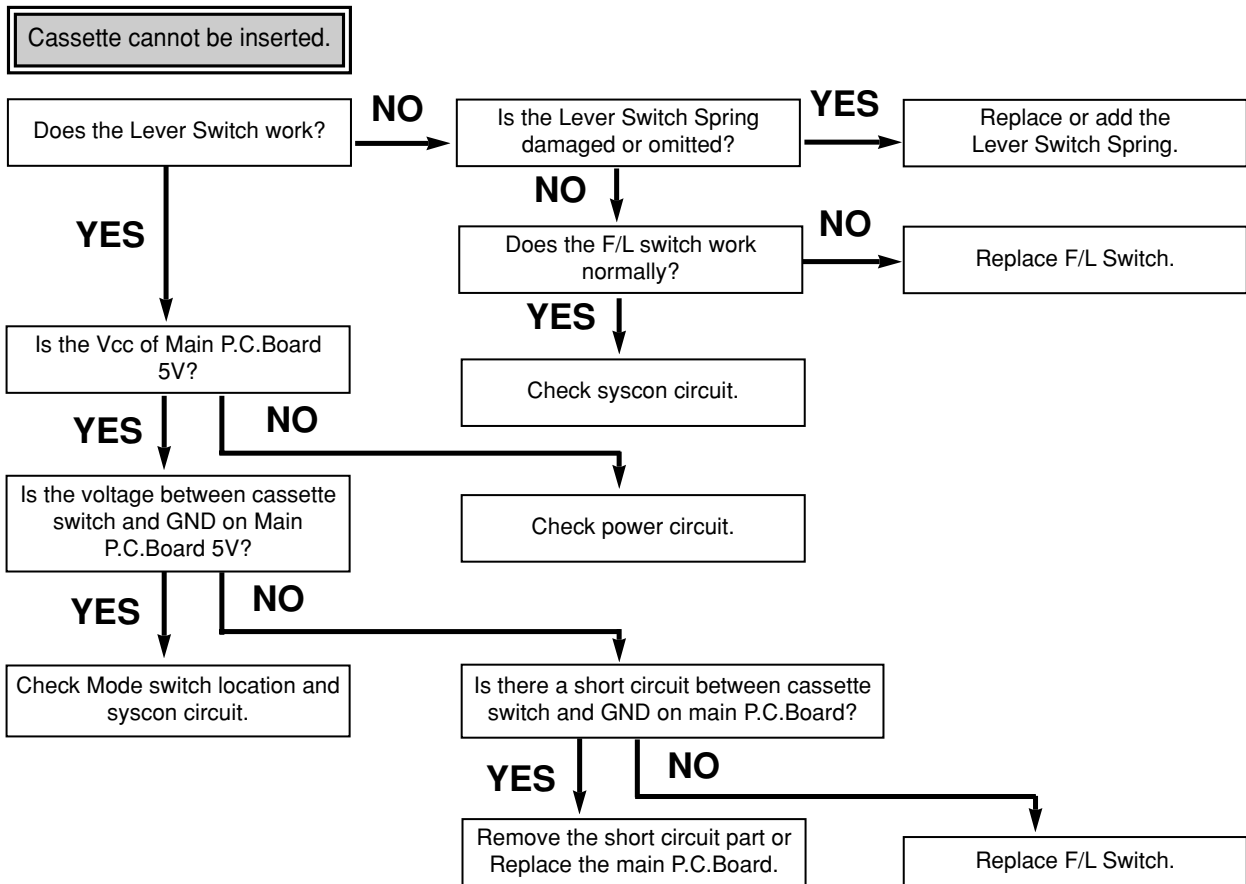 Cassette cannot be inserted.
Does the Lever Switch work?
NO
Is the Lever Switch Spring
damaged or omitted?
YES
Replace or add the
Lever Switch Spring.
YES
NO
Does the F/L switch work
normally?
NO
Replace F/L Switch.
YES
Is the Vcc of Main P.C.Board
5V?
Check syscon circuit.
YES
NO
Is the voltage between cassette
switch and GND on Main
P.C.Board 5V?
Check power circuit.
YES
NO
Check Mode switch location and
syscon circuit.
Is there a short circuit between cassette
switch and GND on main P.C.Board?
YES
NO
Remove the short circuit part or
Replace the main P.C.Board.
Replace F/L Switch.